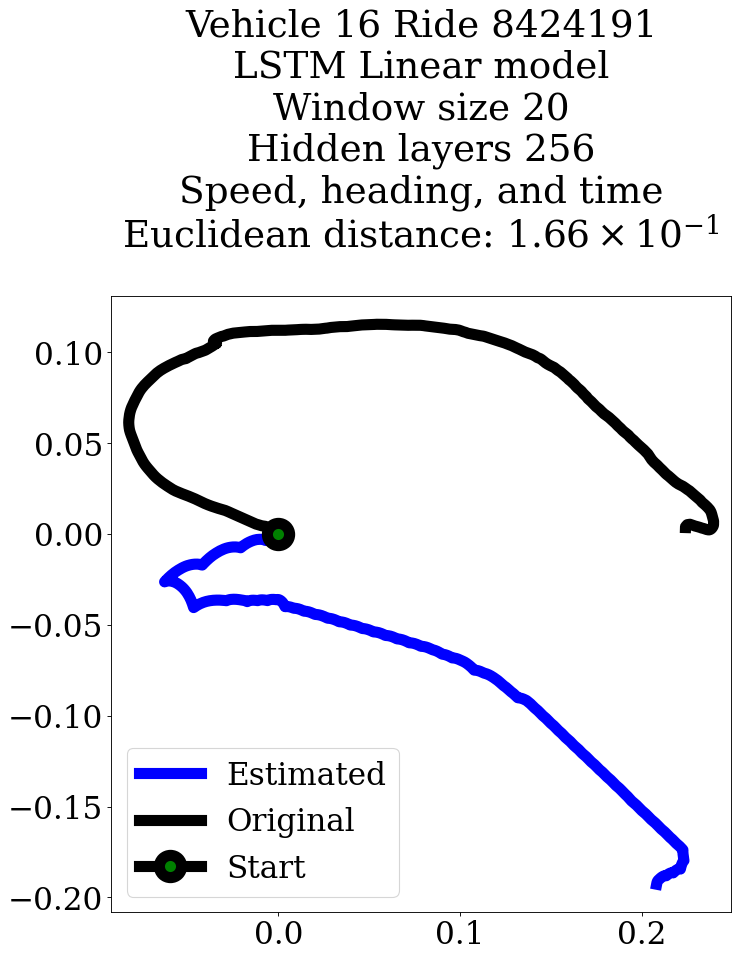 Vehicle 16 Ride 8424191
LSTM Linear model
Window size 20
Hidden layers 256
Speed, heading, and time
Euclidean distance: 1.66 × 10⁻¹
0.10
0.05
0.00
−0.05
−0.10
−0.15
−0.20
Estimated
Original
Start
0.0 0.1 0.2